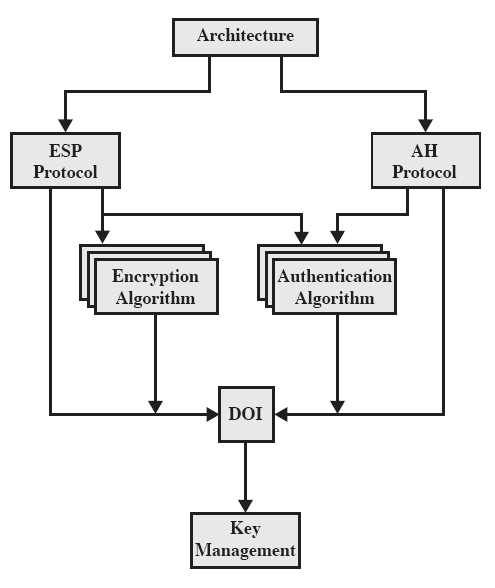 Architecture
ESP
Protocol
AH
Protocol
Encryption
Algorithm
Authentication
Algorithm
DOI
Key
Management